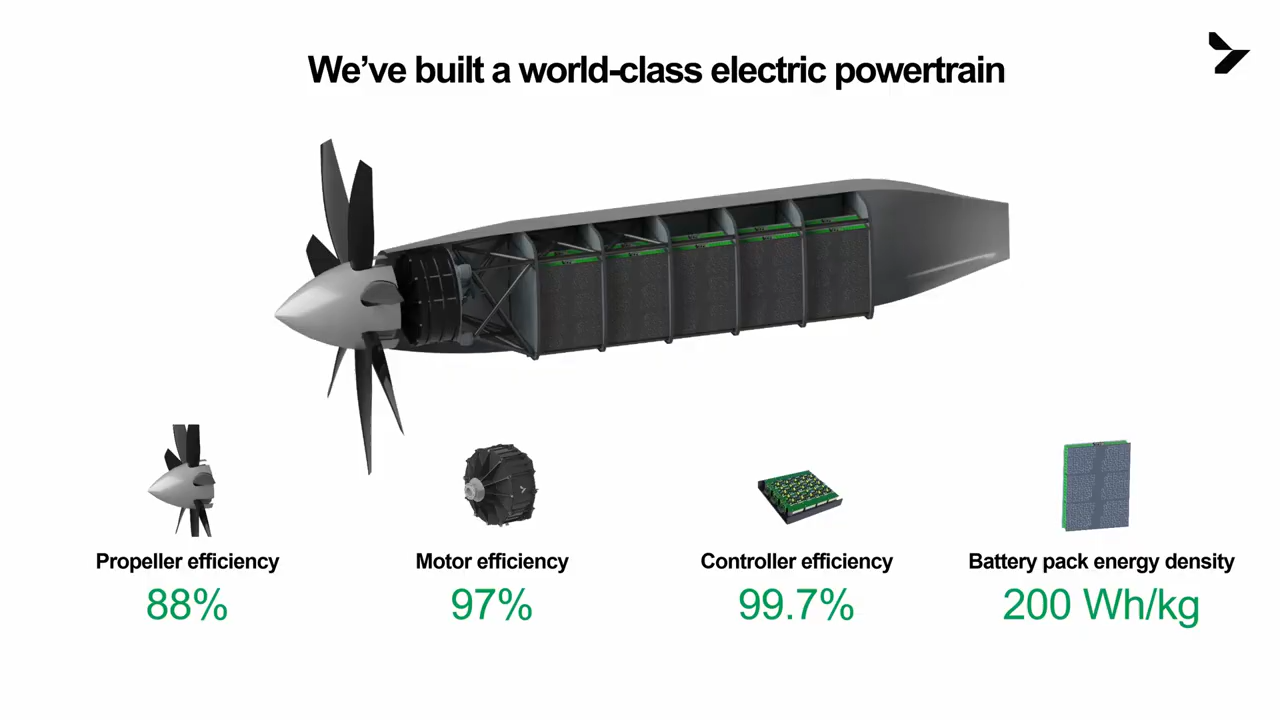 We've built a world-class electric powertrain
Propeller efficiency
88%
Motor efficiency
97%
Controller efficiency
99.7%
Battery pack energy density
200 Wh/kg